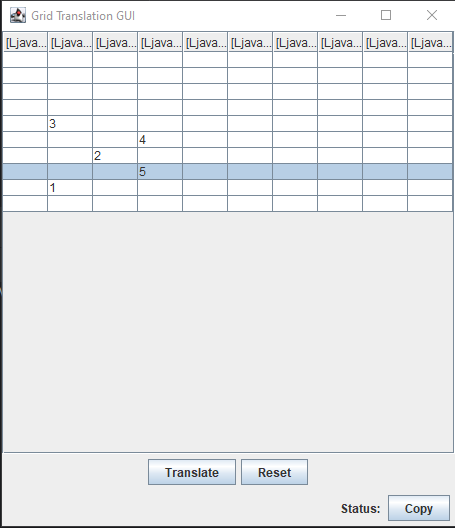 Grid Translation GUI
[Ljava... [Ljava... [Ljava... [Ljava... [Ljava... [Ljava... [Ljava... [Ljava... [Ljava... [Ljava...
3
4
2
5
1
Translate Reset
Status: Copy